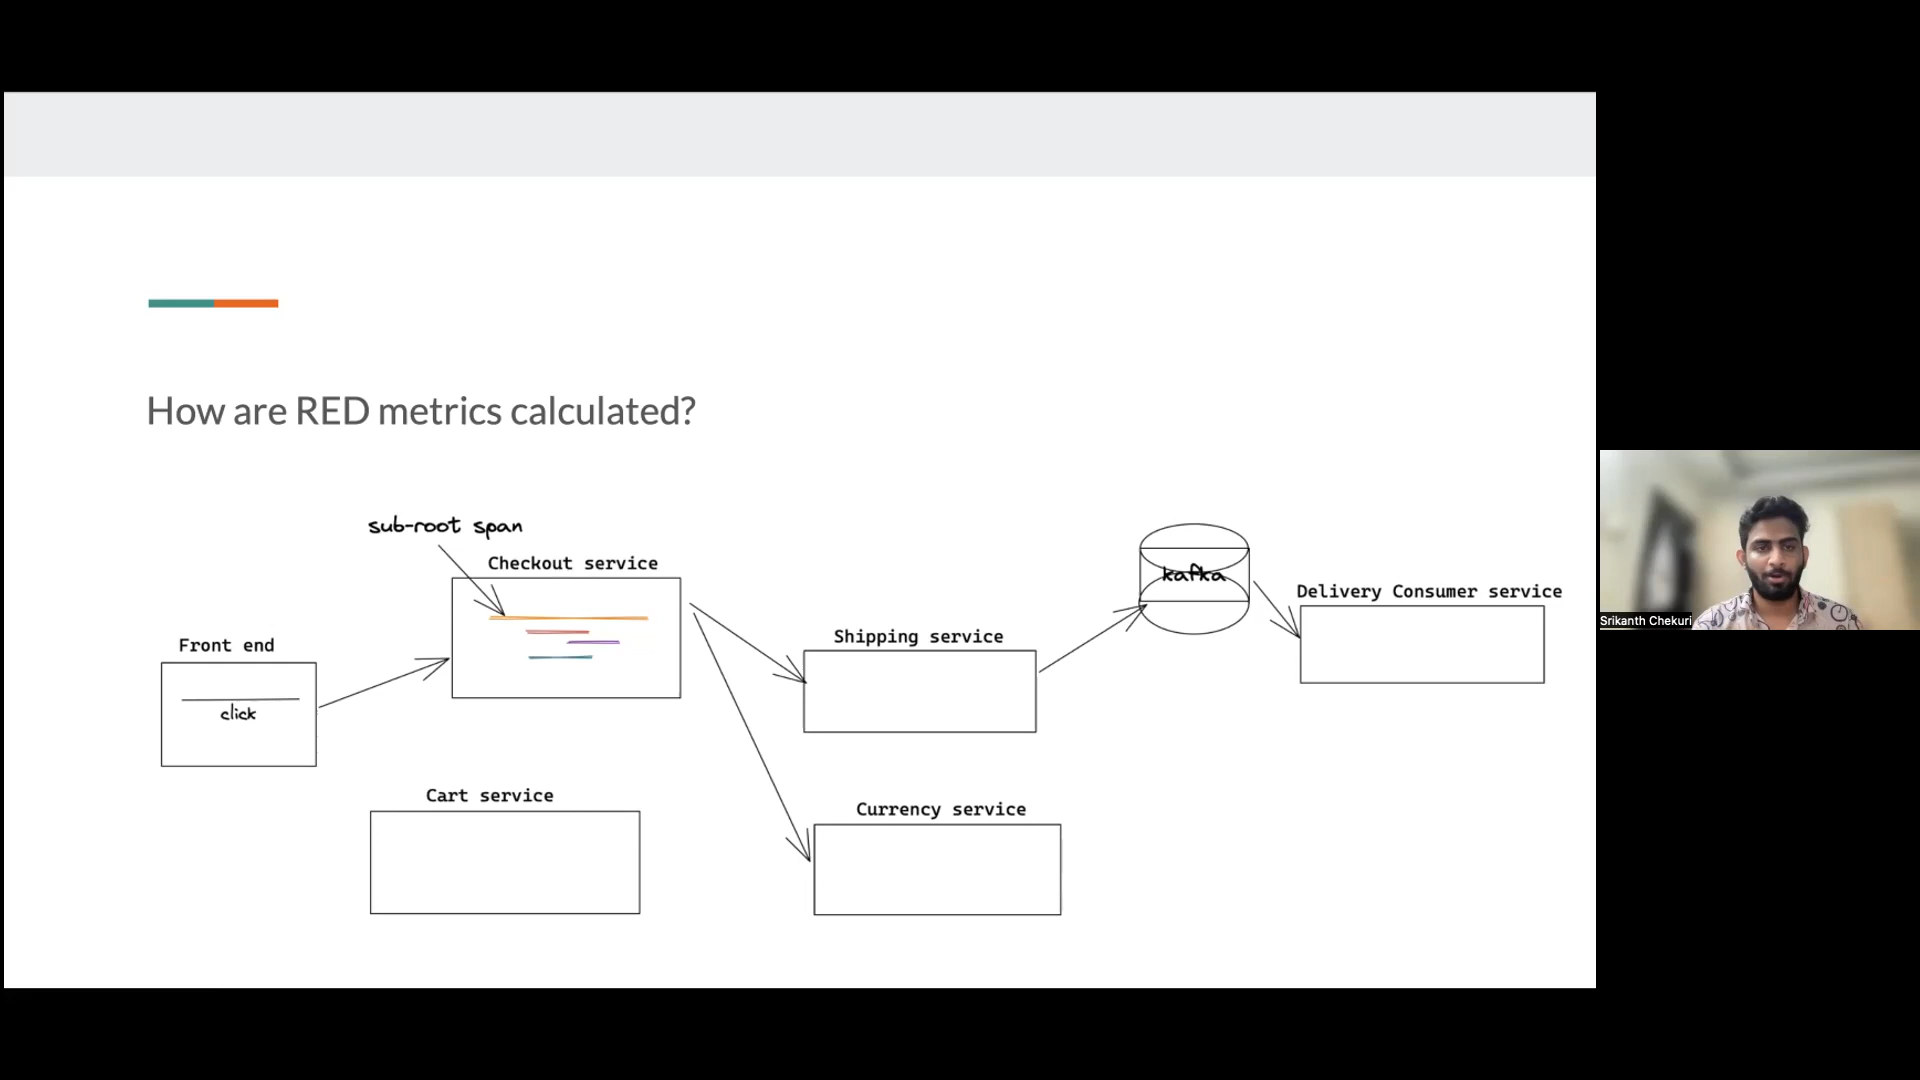 How are RED metrics calculated?
sub-root span
Checkout service
kafka
Delivery Consumer service
Shipping service
Front end
click
Cart service
Currency service
Srikanth Chekuri